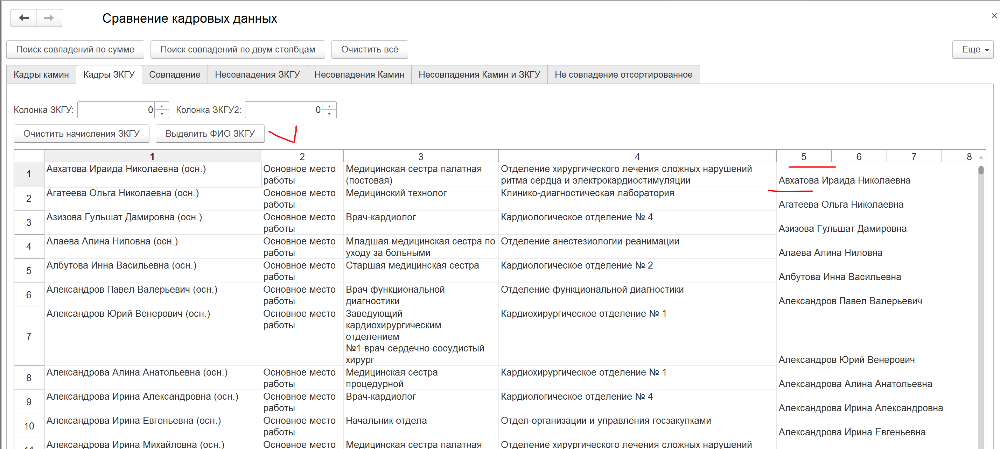 Сравнение кадровых данных
Поиск совпадений по сумме Поиск совпадений по двум столбцам Очистить всё Еще
Кадры камин Кадры ЗКГУ Совпадение Несовпадения ЗКГУ Несовпадения Камин Несовпадения Камин и ЗКГУ Не совпадение отсортированное
Колонка ЗКГУ: 0 Колонка ЗКГУ2: 0
Очистить начисления ЗКГУ Выделить ФИО ЗКГУ
1 2 3 4 5 6 7 8
1 Авхатова Ираида Николаевна (осн.) Основное место Медицинская сестра палатная Отделение хирургического лечения сложных нарушений
работы (постовая) ритма сердца и электрокардиостимуляции Авхатова Ираида Николаевна
2 Агатеева Ольга Николаевна (осн.) Основное место Медицинский технолог Клинико-диагностическая лаборатория
работы Агатеева Ольга Николаевна
3 Азизова Гульшат Дамировна (осн.) Основное место Врач-кардиолог Кардиологическое отделение № 4
работы Азизова Гульшат Дамировна
4 Алаева Алина Ниловна (осн.) Основное место Младшая медицинская сестра по Отделение анестезиологии-реанимации
работы уходу за больными Алаева Алина Ниловна
5 Албутова Инна Васильевна (осн.) Основное место Старшая медицинская сестра Кардиологическое отделение № 2
работы Албутова Инна Васильевна
6 Александров Павел Валерьевич (осн.) Основное место Врач функциональной Отделение функциональной диагностики
работы диагностики Александров Павел Валерьевич
7 Александров Юрий Венерович (осн.) Основное место Заведующий Кардиохирургическое отделение № 1
работы кардиохирургическим
отделением
№1-врач-сердечно-сосудистый
хирург Александров Юрий Венерович
8 Александрова Алина Анатольевна (осн.) Основное место Медицинская сестра Кардиохирургическое отделение № 1
работы процедурной Александрова Алина Анатольевна
9 Александрова Ирина Александровна (осн.) Основное место Врач-кардиолог Кардиологическое отделение № 4
работы Александрова Ирина Александровна
10 Александрова Ирина Евгеньевна (осн.) Основное место Начальник отдела Отдел организации и управления госзакупками
работы Александрова Ирина Евгеньевна
11 Александрова Ирина Михайловна (осн.) Основное место Медицинская сестра палатная Отделение хирургического лечения сложных нарушений